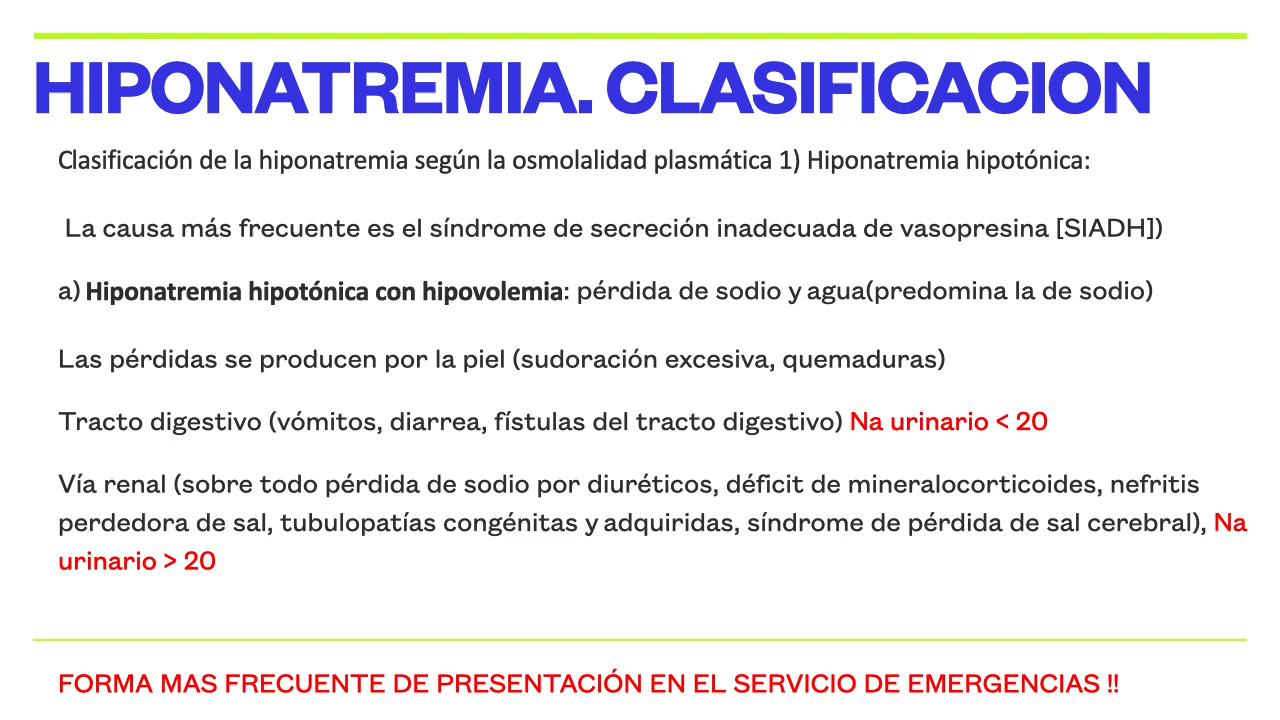 HIPONATREMIA. CLASIFICACION
Clasificación de la hiponatremia según la osmolalidad plasmática 1) Hiponatremia hipotónica:
La causa más frecuente es el síndrome de secreción inadecuada de vasopresina [SIADH])
a) Hiponatremia hipotónica con hipovolemia: pérdida de sodio y agua(predomina la de sodio)
Las pérdidas se producen por la piel (sudoración excesiva, quemaduras)
Tracto digestivo (vómitos, diarrea, fístulas del tracto digestivo) Na urinario < 20
Vía renal (sobre todo pérdida de sodio por diuréticos, déficit de mineralocorticoides, nefritis
perdedora de sal, tubulopatías congénitas y adquiridas, síndrome de pérdida de sal cerebral), Na
urinario > 20
FORMA MAS FRECUENTE DE PRESENTACIÓN EN EL SERVICIO DE EMERGENCIAS !!